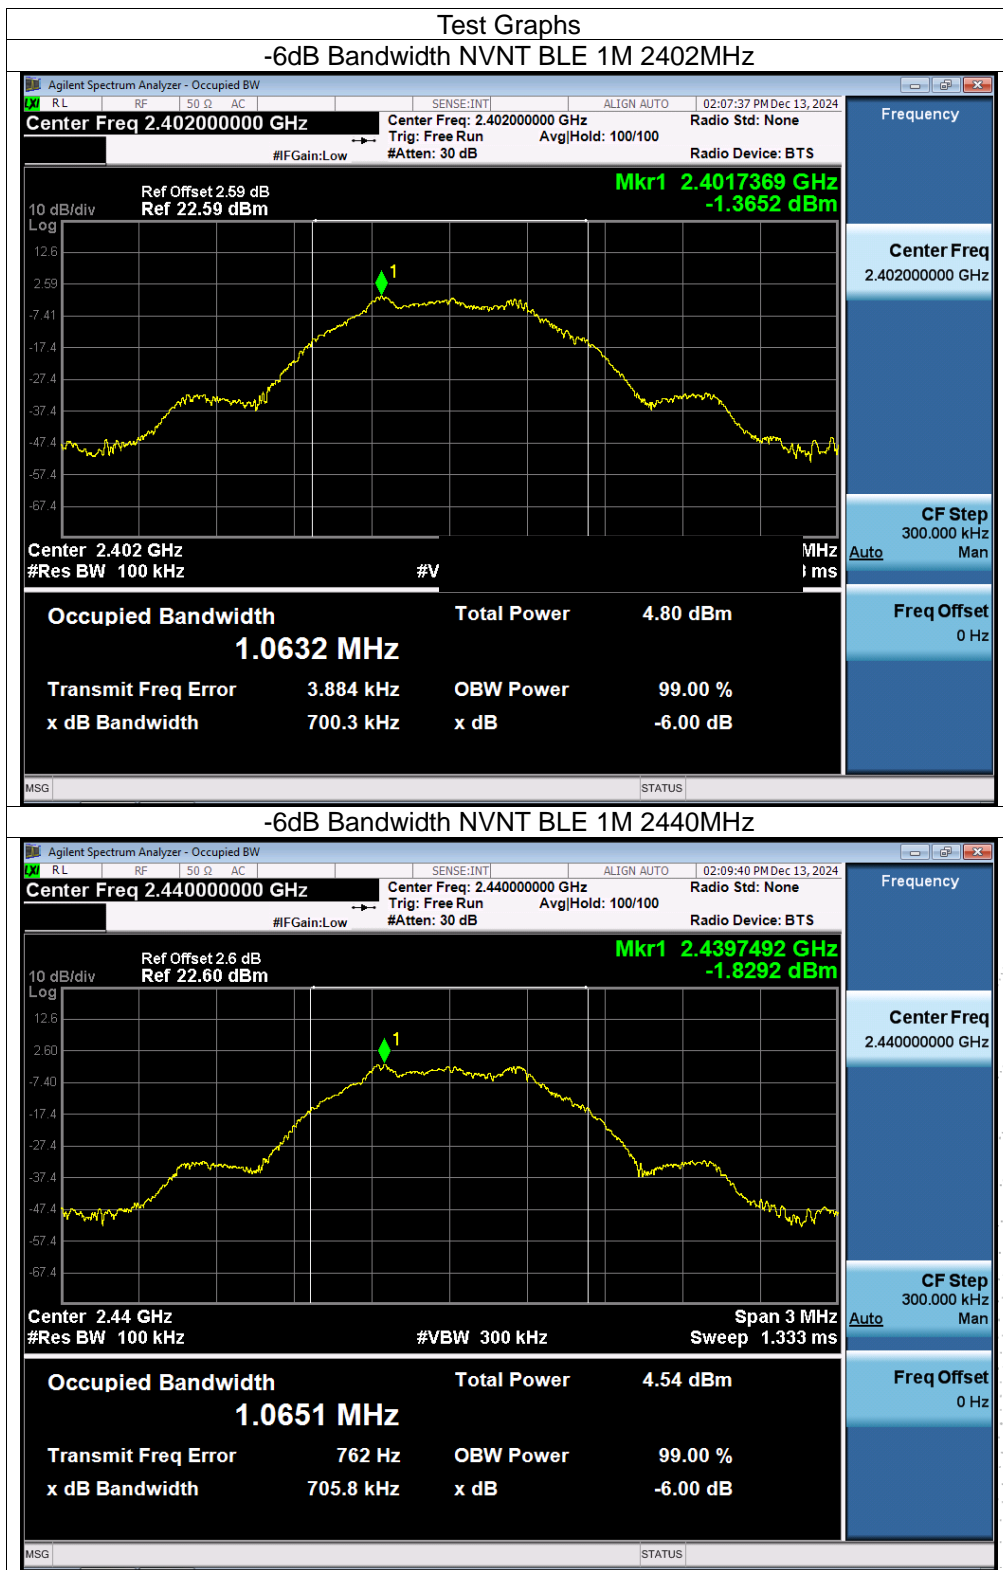 Test Graphs
-6dB Bandwidth NVNT BLE 1M 2402MHz
Agilent Spectrum Analyzer - Occupied BW
LXI RL RF 50 Ω AC SENSE:INT ALIGN AUTO 02:07:37 PM Dec 13, 2024
Center Freq 2.402000000 GHz
Center Freq: 2.402000000 GHz
Radio Std: None
Trig: Free Run Avg|Hold: 100/100
#IFGain:Low #Atten: 30 dB Radio Device: BTS
Frequency
Mkr1 2.4017369 GHz
-1.3652 dBm
Ref Offset 2.59 dB
10 dB/div Ref 22.59 dBm
Log
12.6
2.59
-7.41
-17.4
-27.4
-37.4
-47.4
-57.4
-67.4
1
Center Freq
2.402000000 GHz
CF Step
300.000 kHz
Auto Man
Freq Offset
0 Hz
Center 2.402 GHz MHz
#Res BW 100 kHz #V ms
Occupied Bandwidth Total Power 4.80 dBm
1.0632 MHz
Transmit Freq Error 3.884 kHz OBW Power 99.00 %
x dB Bandwidth 700.3 kHz x dB -6.00 dB
MSG STATUS
-6dB Bandwidth NVNT BLE 1M 2440MHz
Agilent Spectrum Analyzer - Occupied BW
LXI RL RF 50 Ω AC SENSE:INT ALIGN AUTO 02:09:40 PM Dec 13, 2024
Center Freq 2.440000000 GHz
Center Freq: 2.440000000 GHz
Radio Std: None
Trig: Free Run Avg|Hold: 100/100
#IFGain:Low #Atten: 30 dB Radio Device: BTS
Frequency
Mkr1 2.4397492 GHz
-1.8292 dBm
Ref Offset 2.6 dB
10 dB/div Ref 22.60 dBm
Log
12.6
2.60
-7.40
-17.4
-27.4
-37.4
-47.4
-57.4
-67.4
1
Center Freq
2.440000000 GHz
CF Step
300.000 kHz
Auto Man
Freq Offset
0 Hz
Center 2.44 GHz Span 3 MHz
#Res BW 100 kHz #VBW 300 kHz Sweep 1.333 ms
Occupied Bandwidth Total Power 4.54 dBm
1.0651 MHz
Transmit Freq Error 762 Hz OBW Power 99.00 %
x dB Bandwidth 705.8 kHz x dB -6.00 dB
MSG STATUS